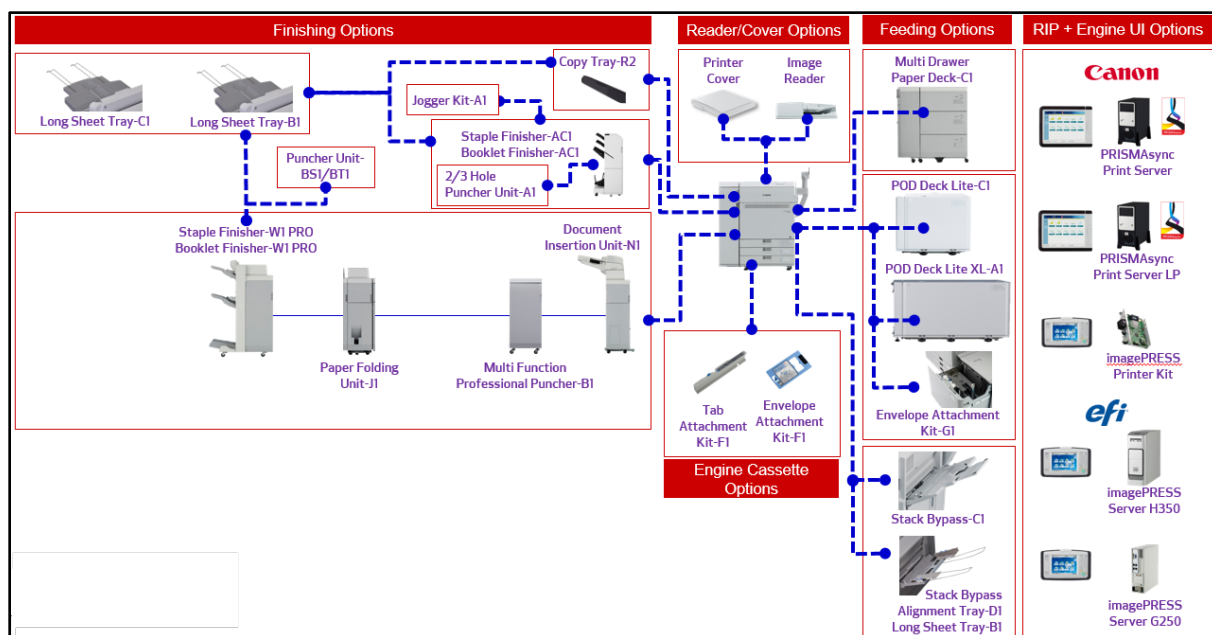 Finishing Options
Reader/Cover Options
Feeding Options
RIP + Engine UI Options
Long Sheet Tray-C1
Long Sheet Tray-B1
Copy Tray-R2
Jogger Kit-A1
Staple Finisher-AC1
Booklet Finisher-AC1
2/3 Hole
Puncher Unit-A1
Puncher Unit-
BS1/BT1
Staple Finisher-W1 PRO
Booklet Finisher-W1 PRO
Document
Insertion Unit-N1
Paper Folding
Unit-J1
Multi Function
Professional Puncher-B1
Printer
Cover
Image
Reader
Tab
Attachment
Kit-F1
Envelope
Attachment
Kit-F1
Engine Cassette
Options
Multi Drawer
Paper Deck-C1
POD Deck Lite-C1
POD Deck Lite XL-A1
Envelope Attachment
Kit-G1
Stack Bypass-C1
Stack Bypass
Alignment Tray-D1
Long Sheet Tray-B1
Canon
PRISMAsync
Print Server
PRISMAsync
Print Server LP
imagePRESS
Printer Kit
efi
imagePRESS
Server H350
imagePRESS
Server G250